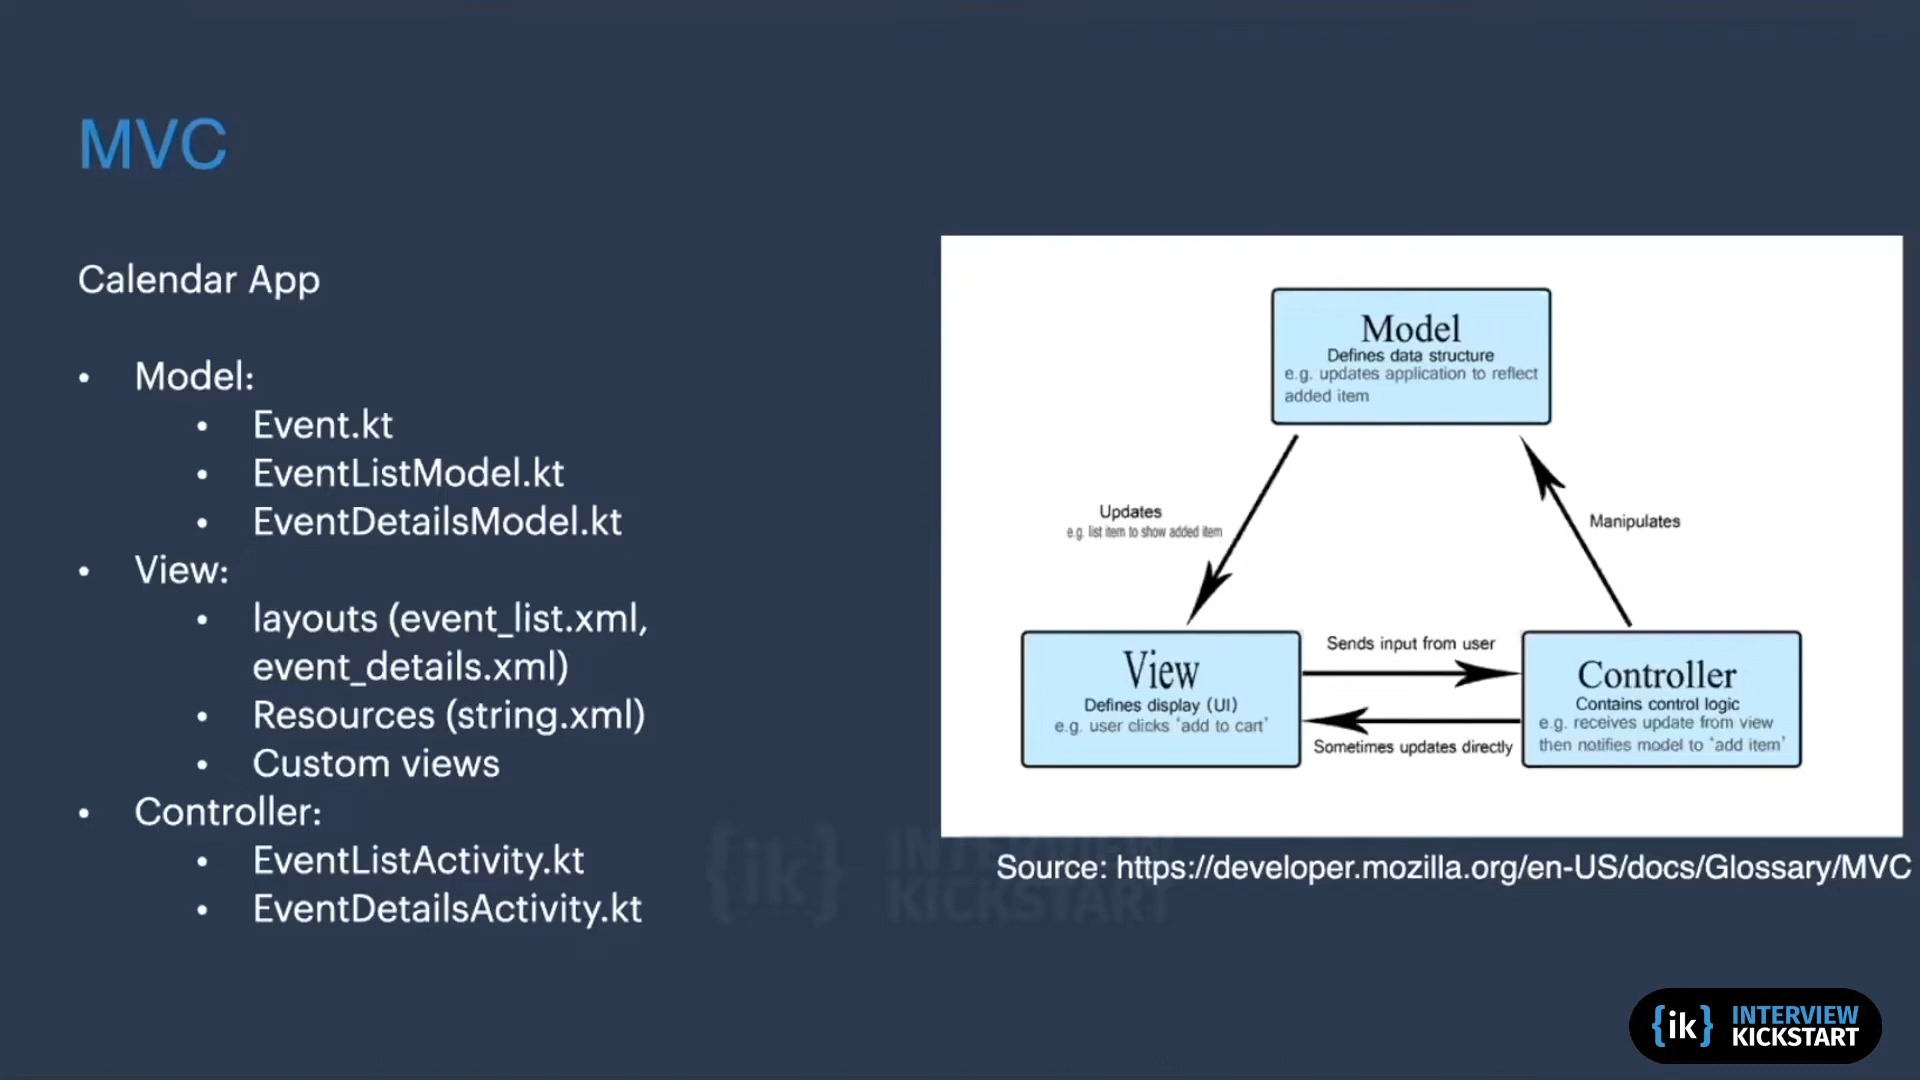 MVC
Calendar App
• Model:
• Event.kt
• EventListModel.kt
• EventDetailsModel.kt
• View:
• layouts (event_list.xml,
event_details.xml)
• Resources (string.xml)
• Custom views
• Controller:
• EventListActivity.kt
• EventDetailsActivity.kt
Model
Defines data structure
e.g. updates application to reflect
added item
Updates
e.g. list item to show added item
Manipulates
View
Defines display (UI)
e.g. user clicks 'add to cart'
Sends input from user
Sometimes updates directly
Controller
Contains control logic
e.g. receives update from view
then notifies model to 'add item'
Source: https://developer.mozilla.org/en-US/docs/Glossary/MVC
{ik} INTERVIEW
KICKSTART
{ik} INTERVIEW
KICKSTART